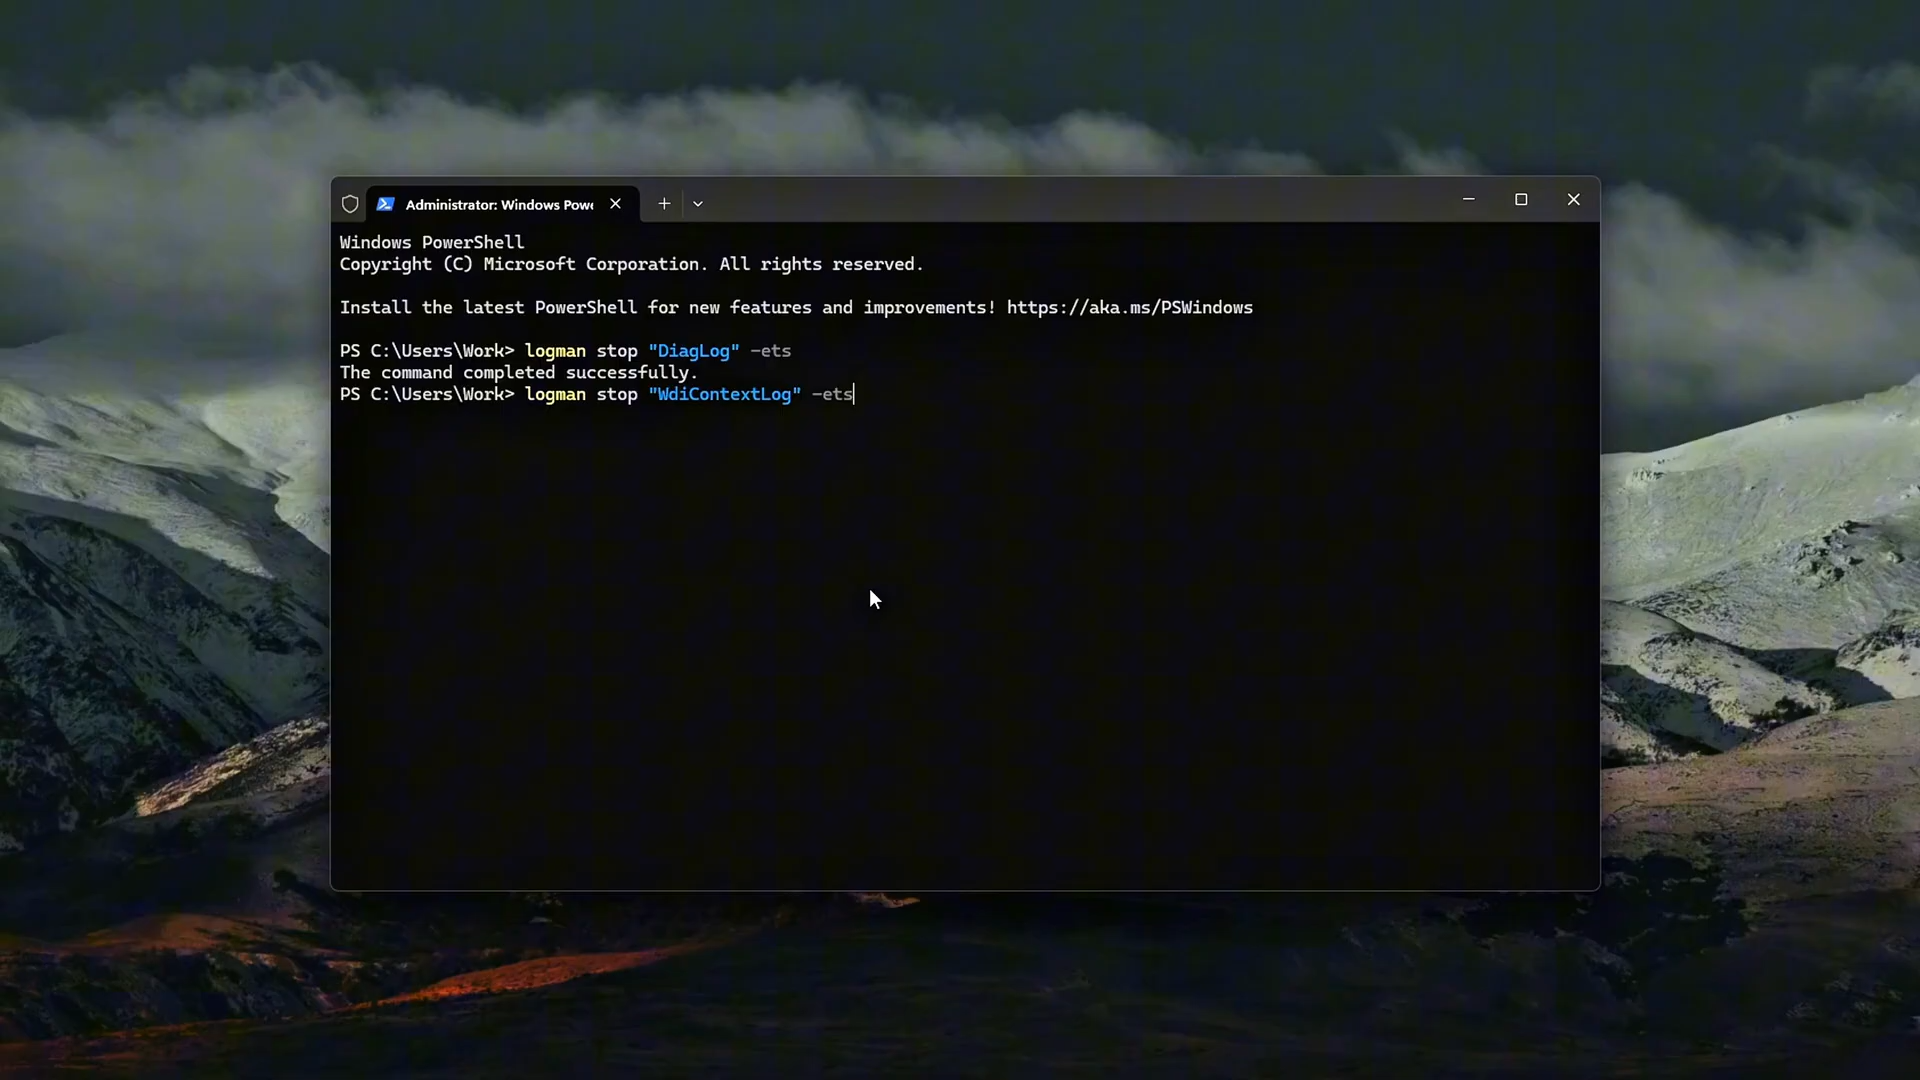 Administrator: Windows Powe
Windows PowerShell
Copyright (C) Microsoft Corporation. All rights reserved.
Install the latest PowerShell for new features and improvements! https://aka.ms/PSWindows
PS C:\Users\Work> logman stop "DiagLog" -ets
The command completed successfully.
PS C:\Users\Work> logman stop "WdiContextLog" -ets